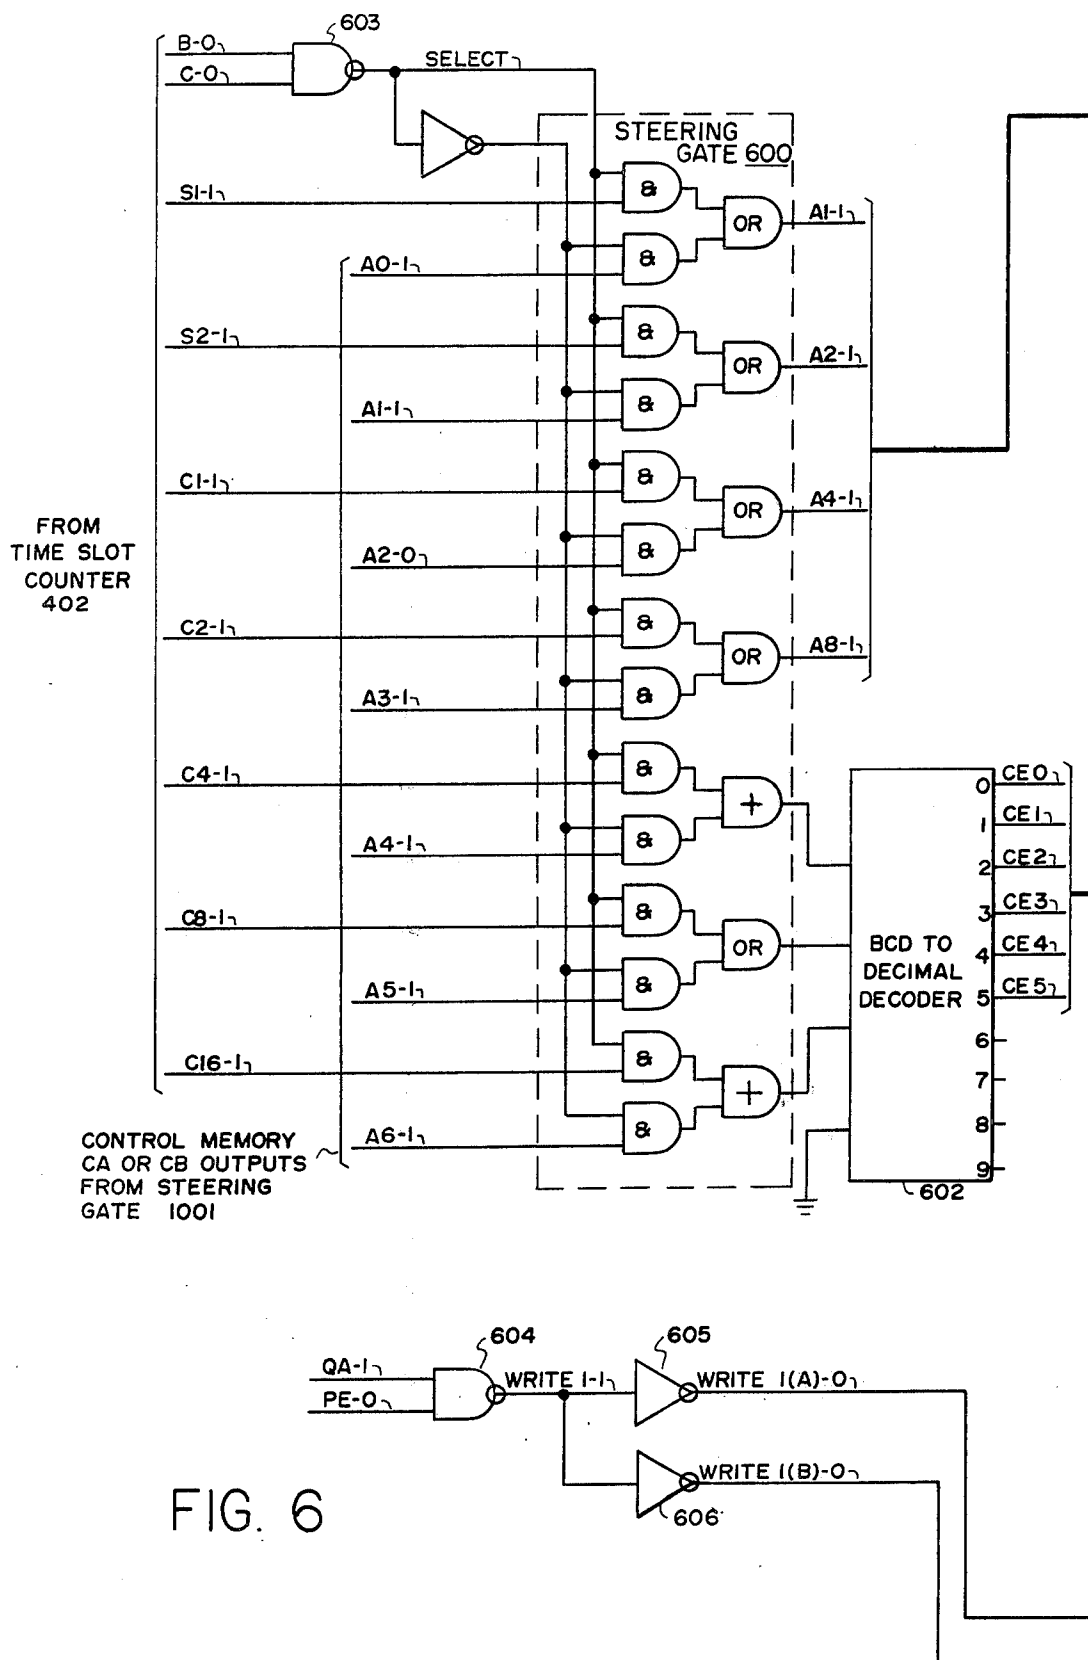 603
B-0
C-0
SELECT
STEERING
GATE 600
S1-1
&
OR
A1-1
&
A0-1
S2-1
&
OR
A2-1
&
A1-1
C1-1
&
OR
A4-1
&
A2-0
FROM
TIME SLOT
COUNTER
402
C2-1
&
OR
A8-1
&
A3-1
C4-1
&
+
&
A4-1
C8-1
&
OR
&
A5-1
C16-1
&
+
&
A6-1
BCD TO
DECIMAL
DECODER
0 CE0
1 CE1
2 CE2
3 CE3
4 CE4
5 CE5
6
7
8
9
602
CONTROL MEMORY
CA OR CB OUTPUTS
FROM STEERING
GATE 1001
604
605
QA-1
PE-0
WRITE 1-1
WRITE 1(A)-0
WRITE 1(B)-0
606
FIG. 6